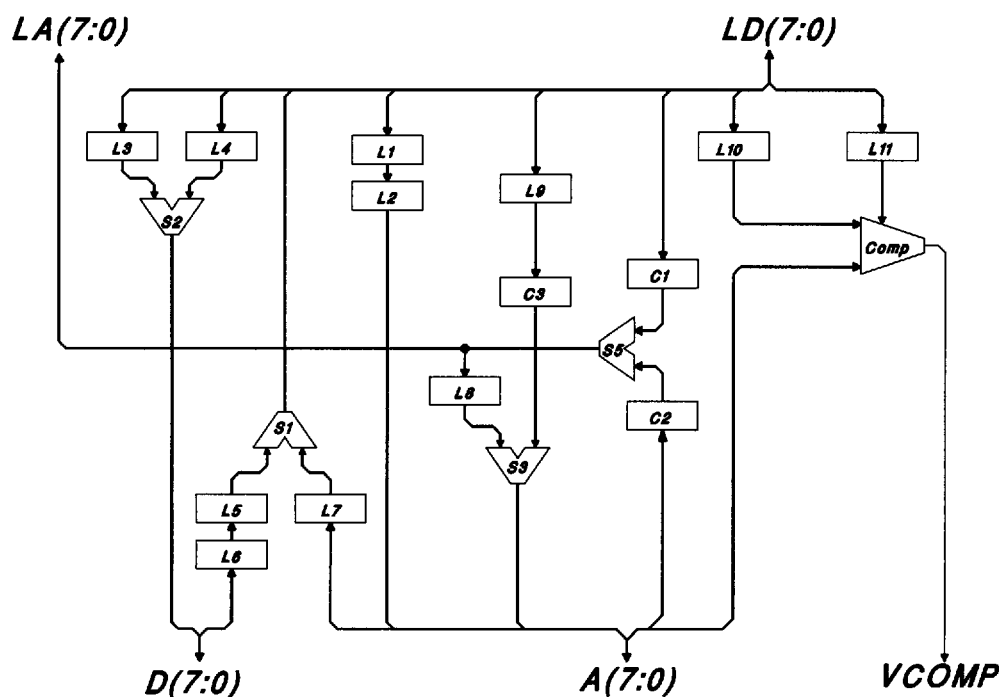 LA(7:0) LD(7:0)
L3 L4 L1 L10 L11
L2 L9
S2
Comp
C1
C3
S5
L8
C2
S1
S3
L5 L7
L6
D(7:0) A(7:0) VCOMP